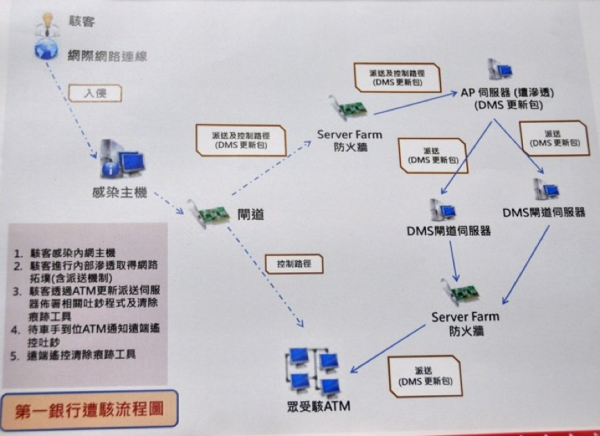 駭客
網際網路連線
入侵
感染主機
閘道
派送及控制路徑
(DMS 更新包)
Server Farm
防火牆
派送及控制路徑
(DMS 更新包)
AP 伺服器 (遭滲透)
(DMS 更新包)
派送
(DMS 更新包)
派送
(DMS 更新包)
DMS閘道伺服器
DMS閘道伺服器
控制路徑
Server Farm
防火牆
派送
(DMS 更新包)
眾受駭ATM
1. 駭客感染內網主機
2. 駭客進行內部滲透取得網路
拓墣(含派送機制)
3. 駭客透過ATM更新派送伺服
器佈署相關吐鈔程式及清除
痕跡工具
4. 待車手到位ATM通知遠端遙
控吐鈔
5. 遠端遙控清除痕跡工具
第一銀行遭駭流程圖